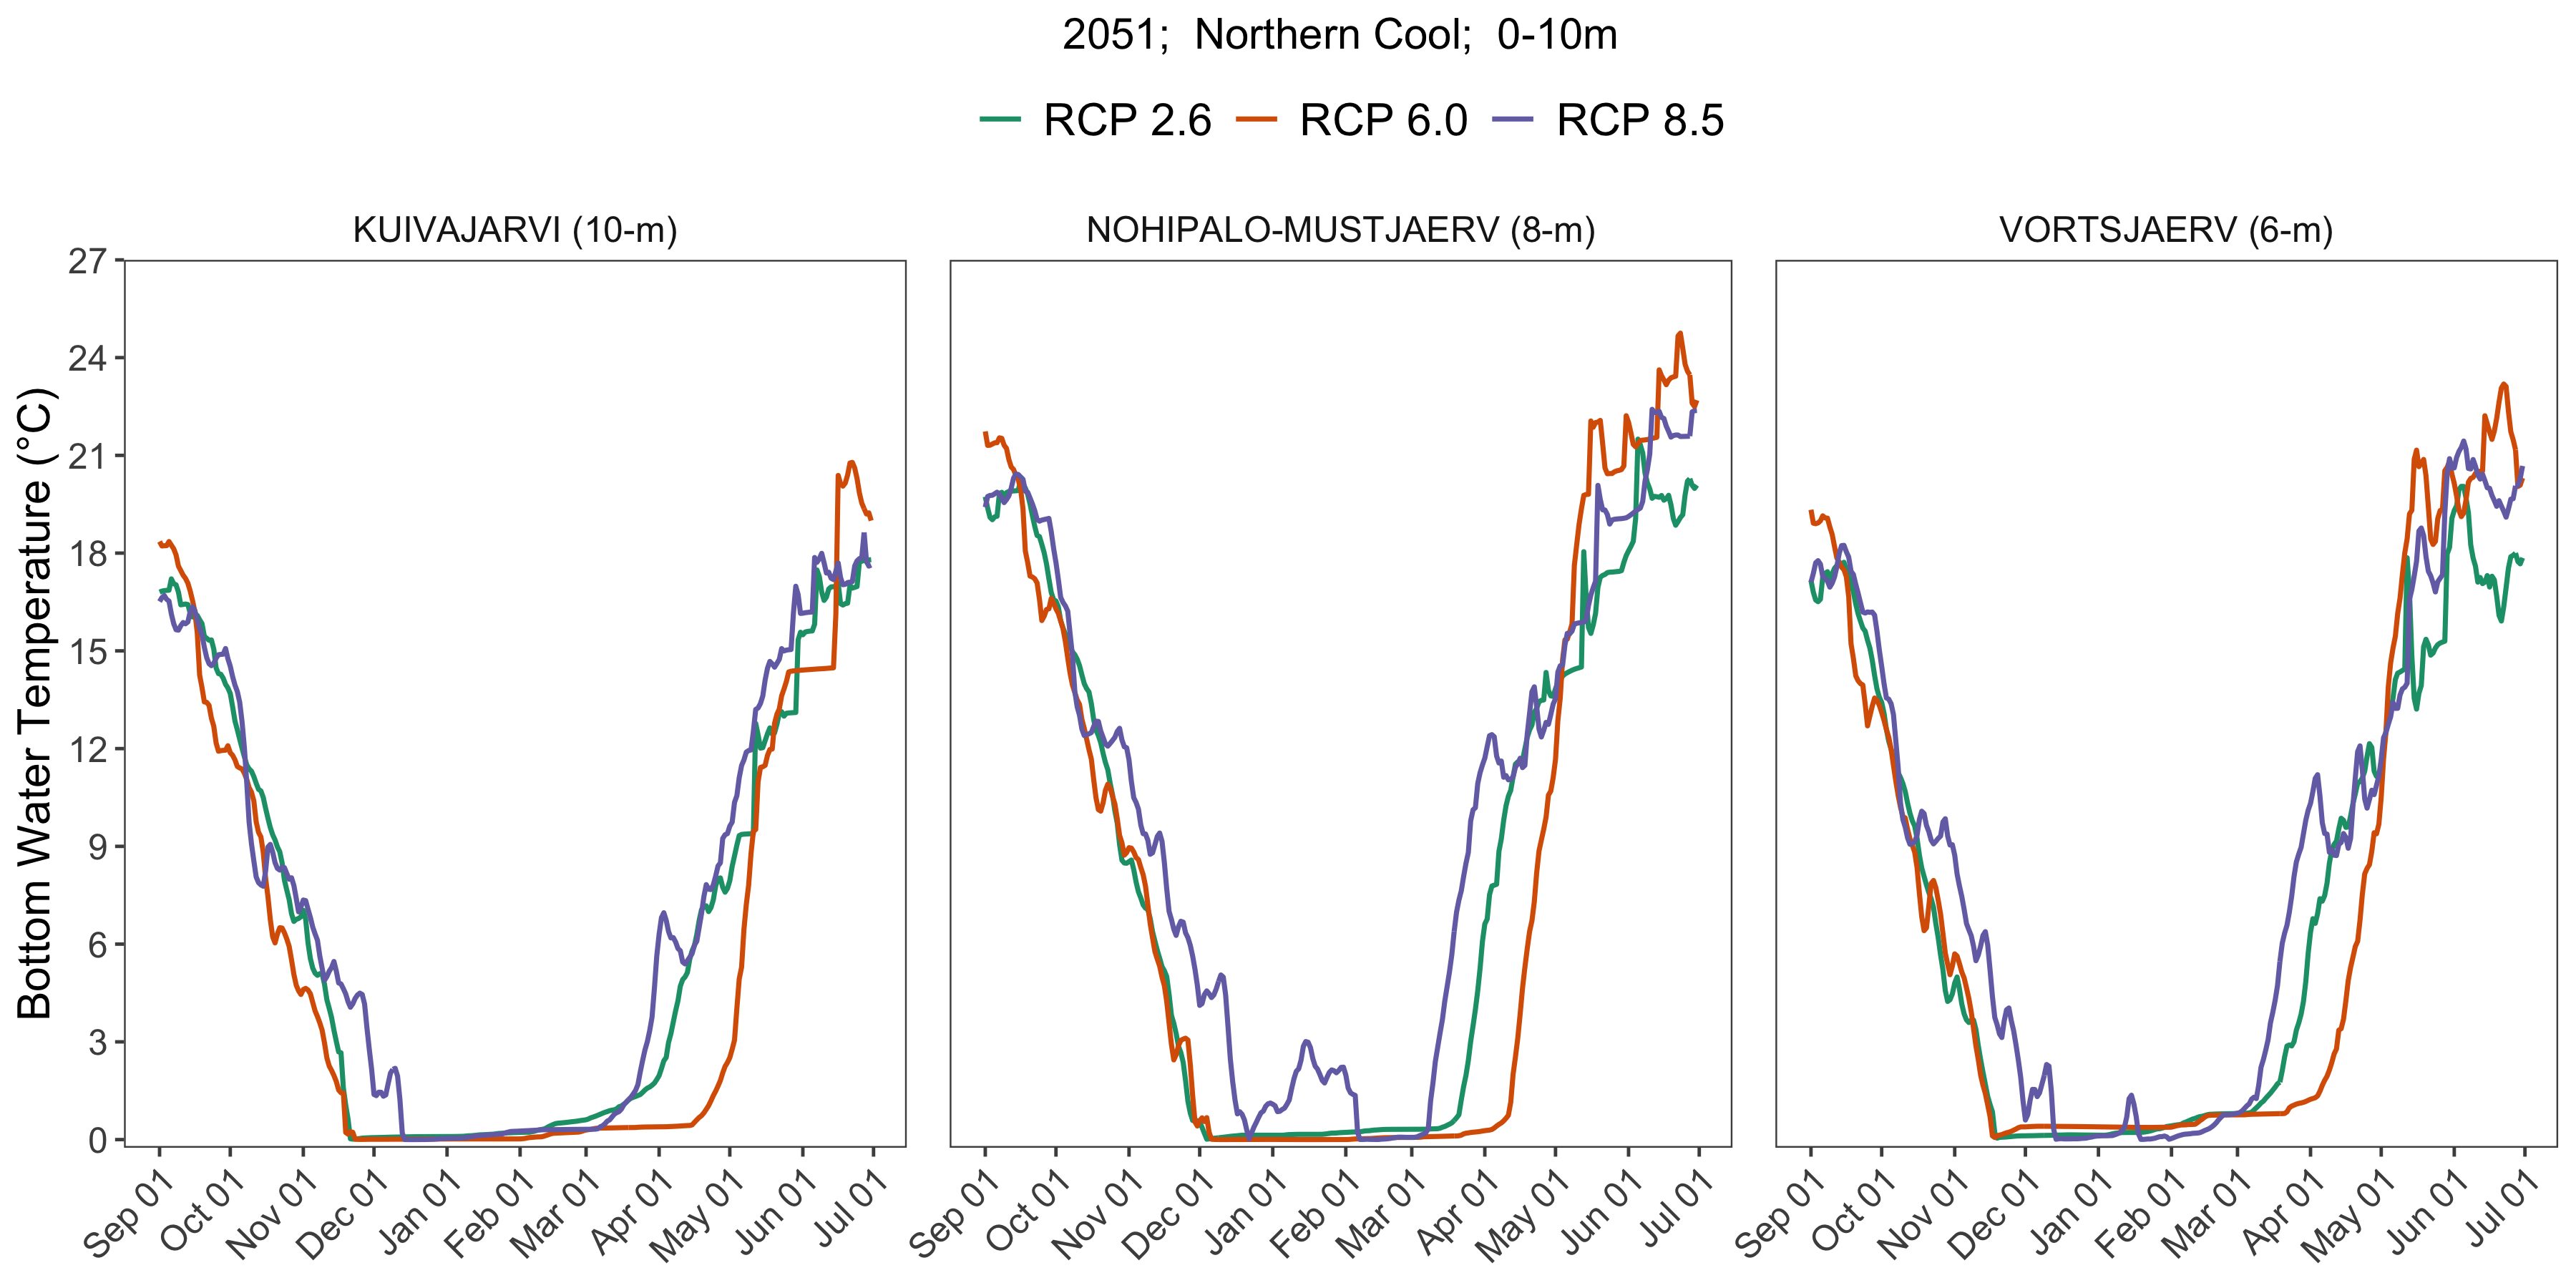 2051;  Northern Cool;  0-10m
RCP 2.6 RCP 6.0 RCP 8.5
KUIVAJARVI (10-m) NOHIPALO-MUSTJAERV (8-m) VORTSJAERV (6-m)
Bottom Water Temperature (°C)
27
24
21
18
15
12
9
6
3
0
Sep 01 Oct 01 Nov 01 Dec 01 Jan 01 Feb 01 Mar 01 Apr 01 May 01 Jun 01 Jul 01 Sep 01 Oct 01 Nov 01 Dec 01 Jan 01 Feb 01 Mar 01 Apr 01 May 01 Jun 01 Jul 01 Sep 01 Oct 01 Nov 01 Dec 01 Jan 01 Feb 01 Mar 01 Apr 01 May 01 Jun 01 Jul 01